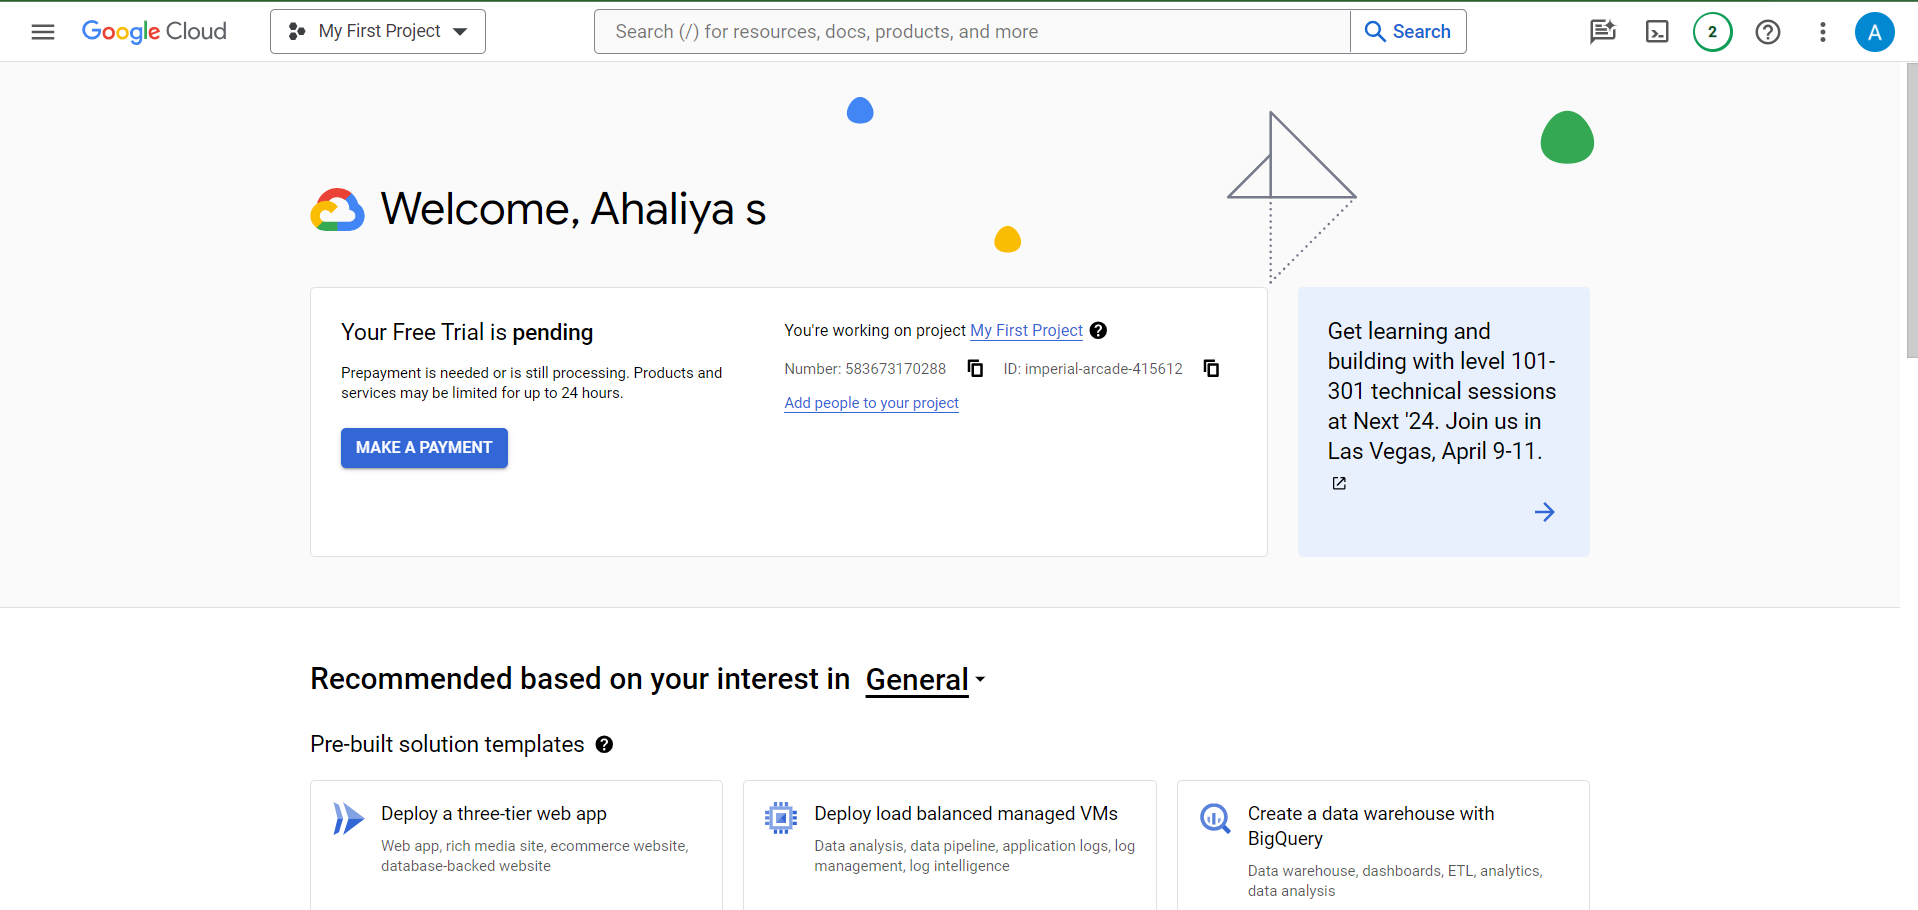 Google Cloud
My First Project
Search (/) for resources, docs, products, and more
Search
2
A
Welcome, Ahaliya s
Your Free Trial is pending
Prepayment is needed or is still processing. Products and
services may be limited for up to 24 hours.
MAKE A PAYMENT
You're working on project My First Project
Number: 583673170288
ID: imperial-arcade-415612
Add people to your project
Get learning and
building with level 101-
301 technical sessions
at Next '24. Join us in
Las Vegas, April 9-11.
Recommended based on your interest in General
Pre-built solution templates
Deploy a three-tier web app
Web app, rich media site, ecommerce website,
database-backed website
Deploy load balanced managed VMs
Data analysis, data pipeline, application logs, log
management, log intelligence
Create a data warehouse with
BigQuery
Data warehouse, dashboards, ETL, analytics,
data analysis